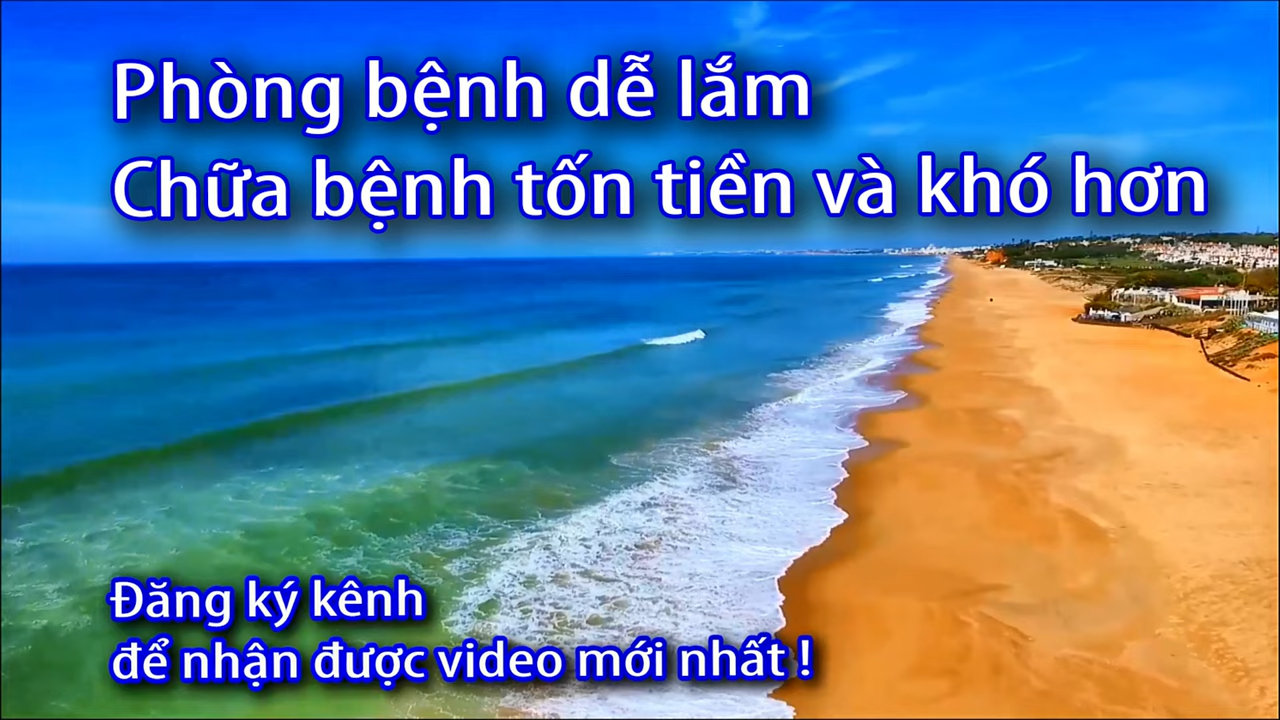 Phòng bệnh dễ lắm
Chữa bệnh tốn tiền và khó hơn
Đăng ký kênh
để nhận được video mới nhất !